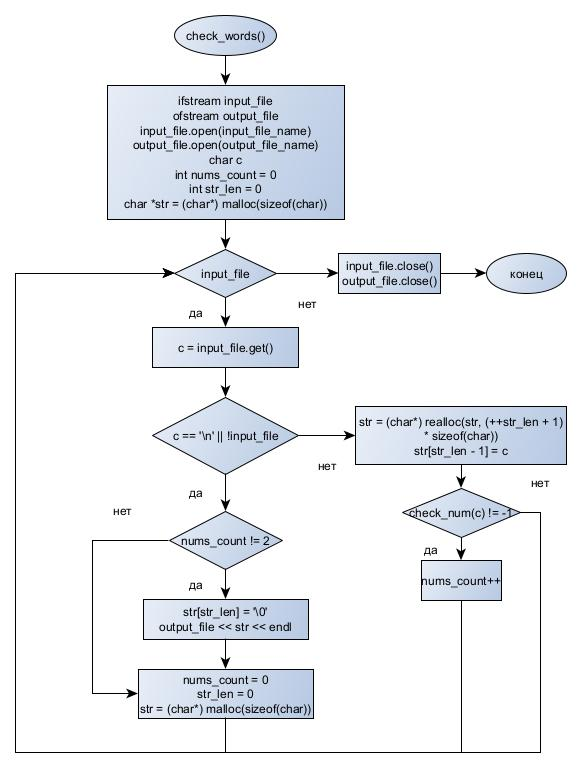 check_words()
ifstream input_file
ofstream output_file
input_file.open(input_file_name)
output_file.open(output_file_name)
char c
int nums_count = 0
int str_len = 0
char *str = (char*) malloc(sizeof(char))
input_file
input_file.close()
output_file.close()
конец
да
нет
c = input_file.get()
c == '\n' || !input_file
str = (char*) realloc(str, (++str_len + 1)
* sizeof(char))
str[str_len - 1] = c
нет
да
нет
нет
check_num(c) != -1
nums_count != 2
да
nums_count++
да
str[str_len] = '\0'
output_file << str << endl
nums_count = 0
str_len = 0
str = (char*) malloc(sizeof(char))